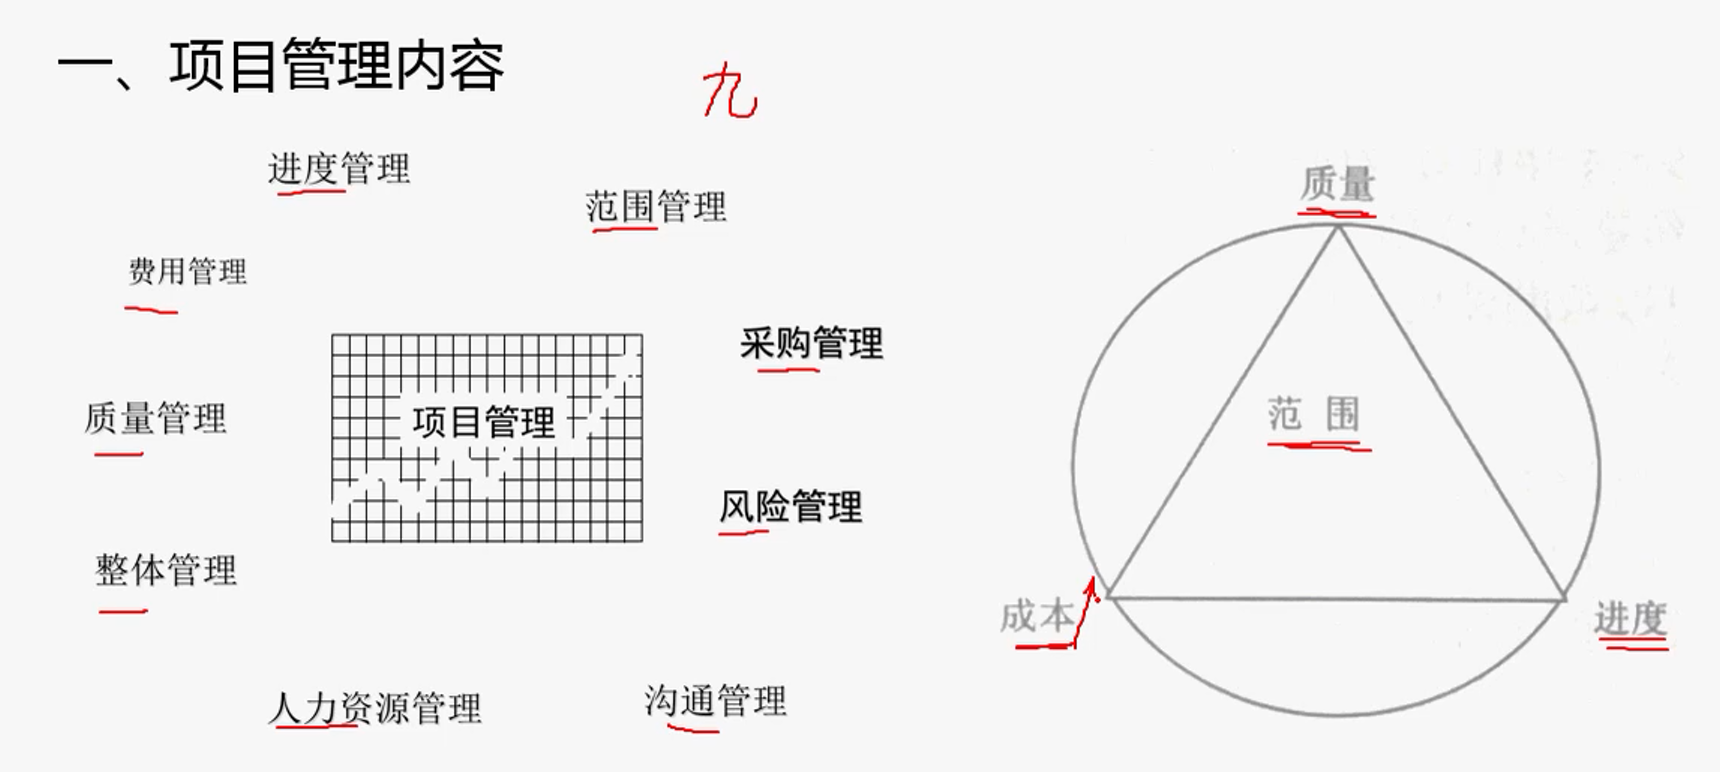 一、项目管理内容
九
进度管理
范围管理
费用管理
采购管理
质量管理
项目管理
风险管理
整体管理
人力资源管理
沟通管理
质量
范 围
成本
进度